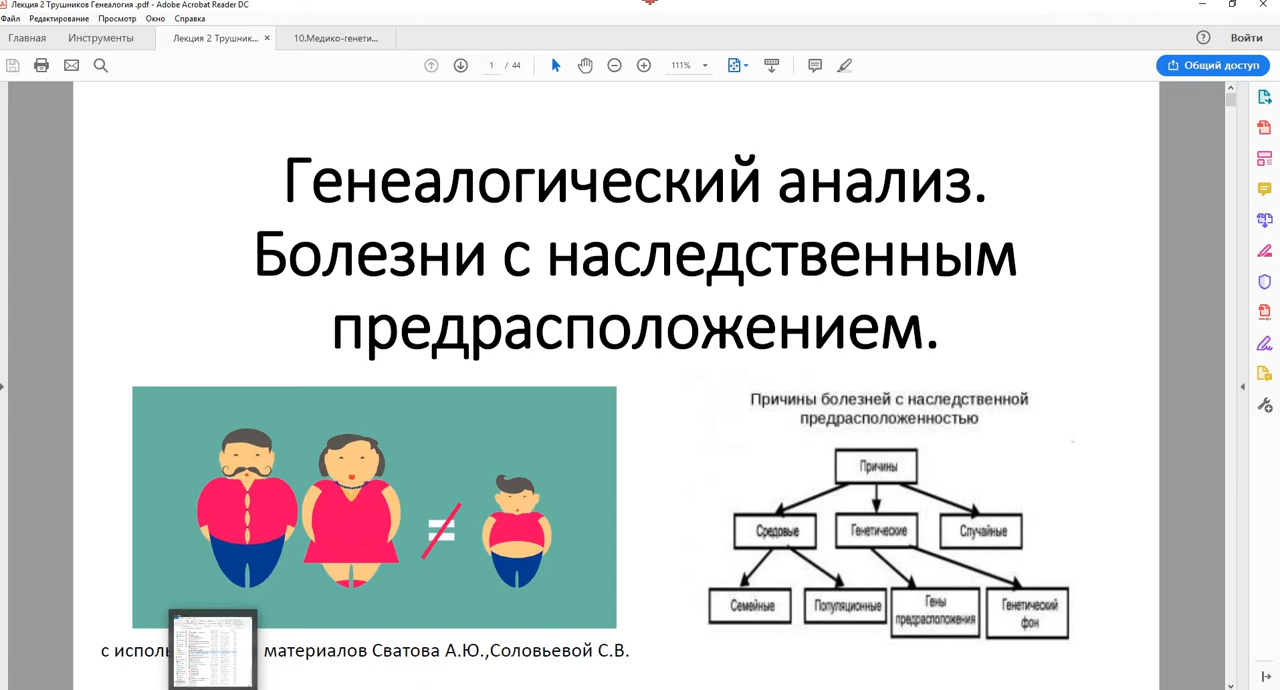 Лекция 2 Трушников Генеалогия .pdf - Adobe Acrobat Reader DC
Файл Редактирование Просмотр Окно Справка
Главная Инструменты Лекция 2 Трушник... × 10.Медико-генети... Войти
1 / 44 111% Общий доступ
Генеалогический анализ.
Болезни с наследственным
предрасположением.
Причины болезней с наследственной
предрасположенностью
Причины
Средовые Генетические Случайные
Семейные Популяционные Гены предрасположения Генетический фон
с исполь материалов Сватова А.Ю.,Соловьевой С.В.